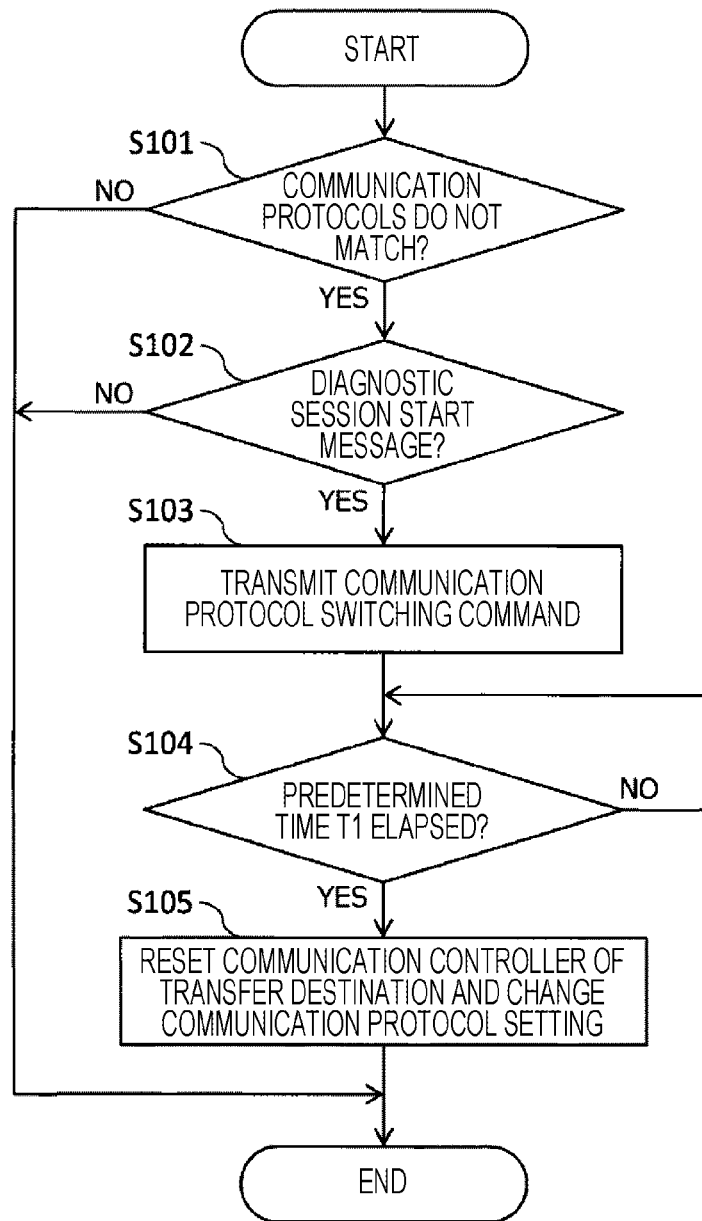 START
S101
NO
COMMUNICATION
PROTOCOLS DO NOT
MATCH?
YES
S102
NO
DIAGNOSTIC
SESSION START
MESSAGE?
YES
S103
TRANSMIT COMMUNICATION
PROTOCOL SWITCHING COMMAND
S104
PREDETERMINED
TIME T1 ELAPSED?
NO
YES
S105
RESET COMMUNICATION CONTROLLER OF
TRANSFER DESTINATION AND CHANGE
COMMUNICATION PROTOCOL SETTING
END